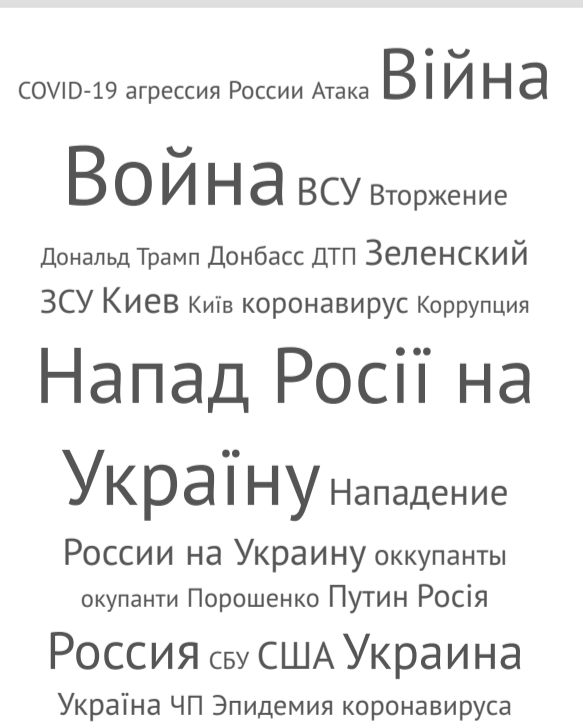 COVID-19 агрессия России Атака Війна
Война ВСУ Вторжение
Дональд Трамп Донбасс ДТП Зеленский
ЗСУ Киев Київ коронавирус Коррупция
Напад Росії на
Україну Нападение
России на Украину оккупанты
окупанти Порошенко Путин Росія
Россия СБУ США Украина
Україна ЧП Эпидемия коронавируса